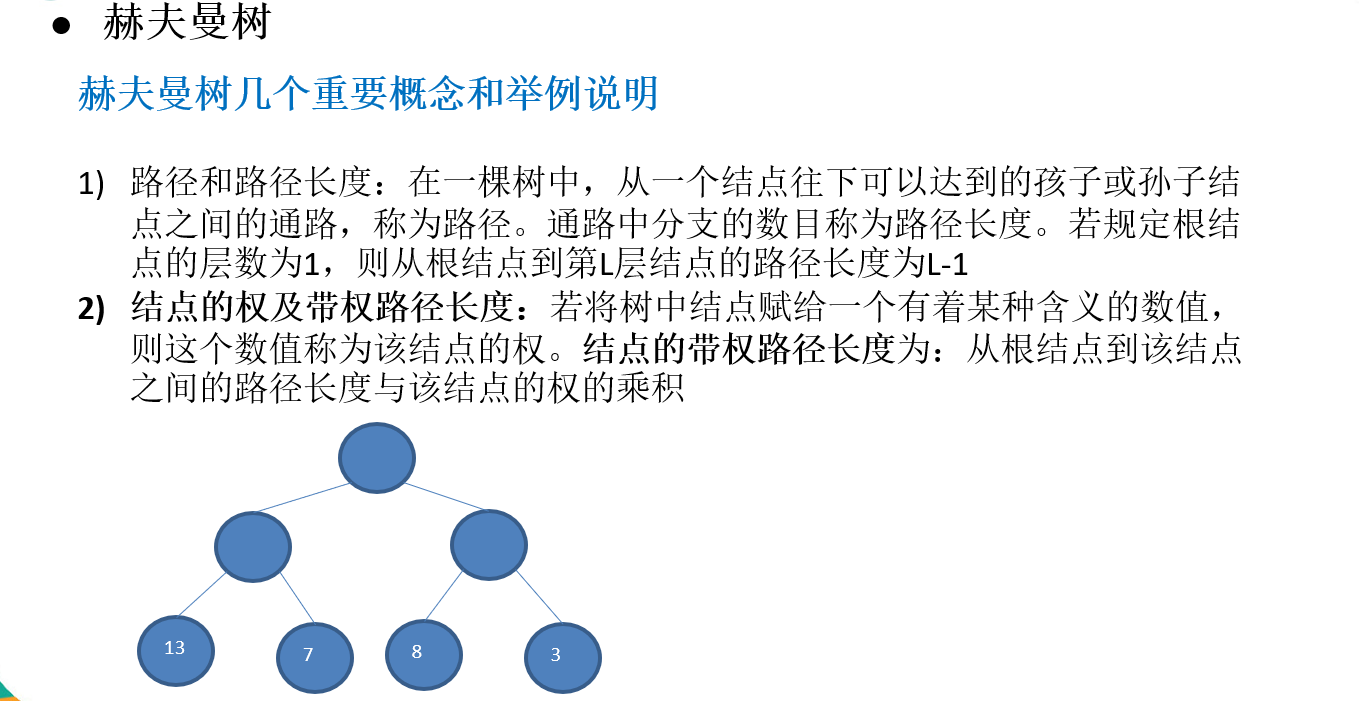 ● 赫夫曼树
赫夫曼树几个重要概念和举例说明
1) 路径和路径长度：在一棵树中，从一个结点往下可以达到的孩子或孙子结
点之间的通路，称为路径。通路中分支的数目称为路径长度。若规定根结
点的层数为1，则从根结点到第L层结点的路径长度为L-1
2) 结点的权及带权路径长度：若将树中结点赋给一个有着某种含义的数值，
则这个数值称为该结点的权。结点的带权路径长度为：从根结点到该结点
之间的路径长度与该结点的权的乘积
13
7
8
3